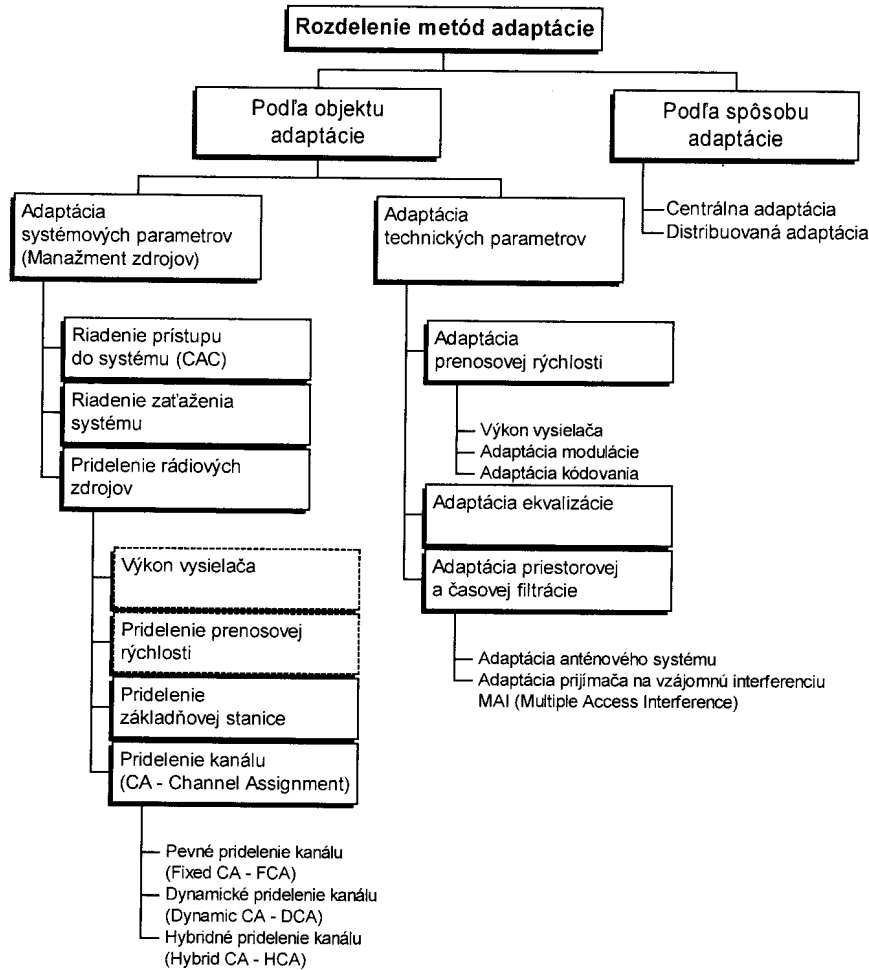 Rozdelenie metód adaptácie
Podľa objektu
adaptácie
Podľa spôsobu
adaptácie
Centrálna adaptácia
Distribuovaná adaptácia
Adaptácia
systémových parametrov
(Manažment zdrojov)
Adaptácia
technických parametrov
Riadenie prístupu
do systému (CAC)
Riadenie zaťaženia
systému
Pridelenie rádiových
zdrojov
Výkon vysielača
Pridelenie prenosovej
rýchlosti
Pridelenie
základňovej stanice
Pridelenie kanálu
(CA - Channel Assignment)
Pevné pridelenie kanálu
(Fixed CA - FCA)
Dynamické pridelenie kanálu
(Dynamic CA - DCA)
Hybridné pridelenie kanálu
(Hybrid CA - HCA)
Adaptácia
prenosovej rýchlosti
Výkon vysielača
Adaptácia modulácie
Adaptácia kódovania
Adaptácia ekvalizácie
Adaptácia priestorovej
a časovej filtrácie
Adaptácia anténového systému
Adaptácia prijímača na vzájomnú interferenciu
MAI (Multiple Access Interference)